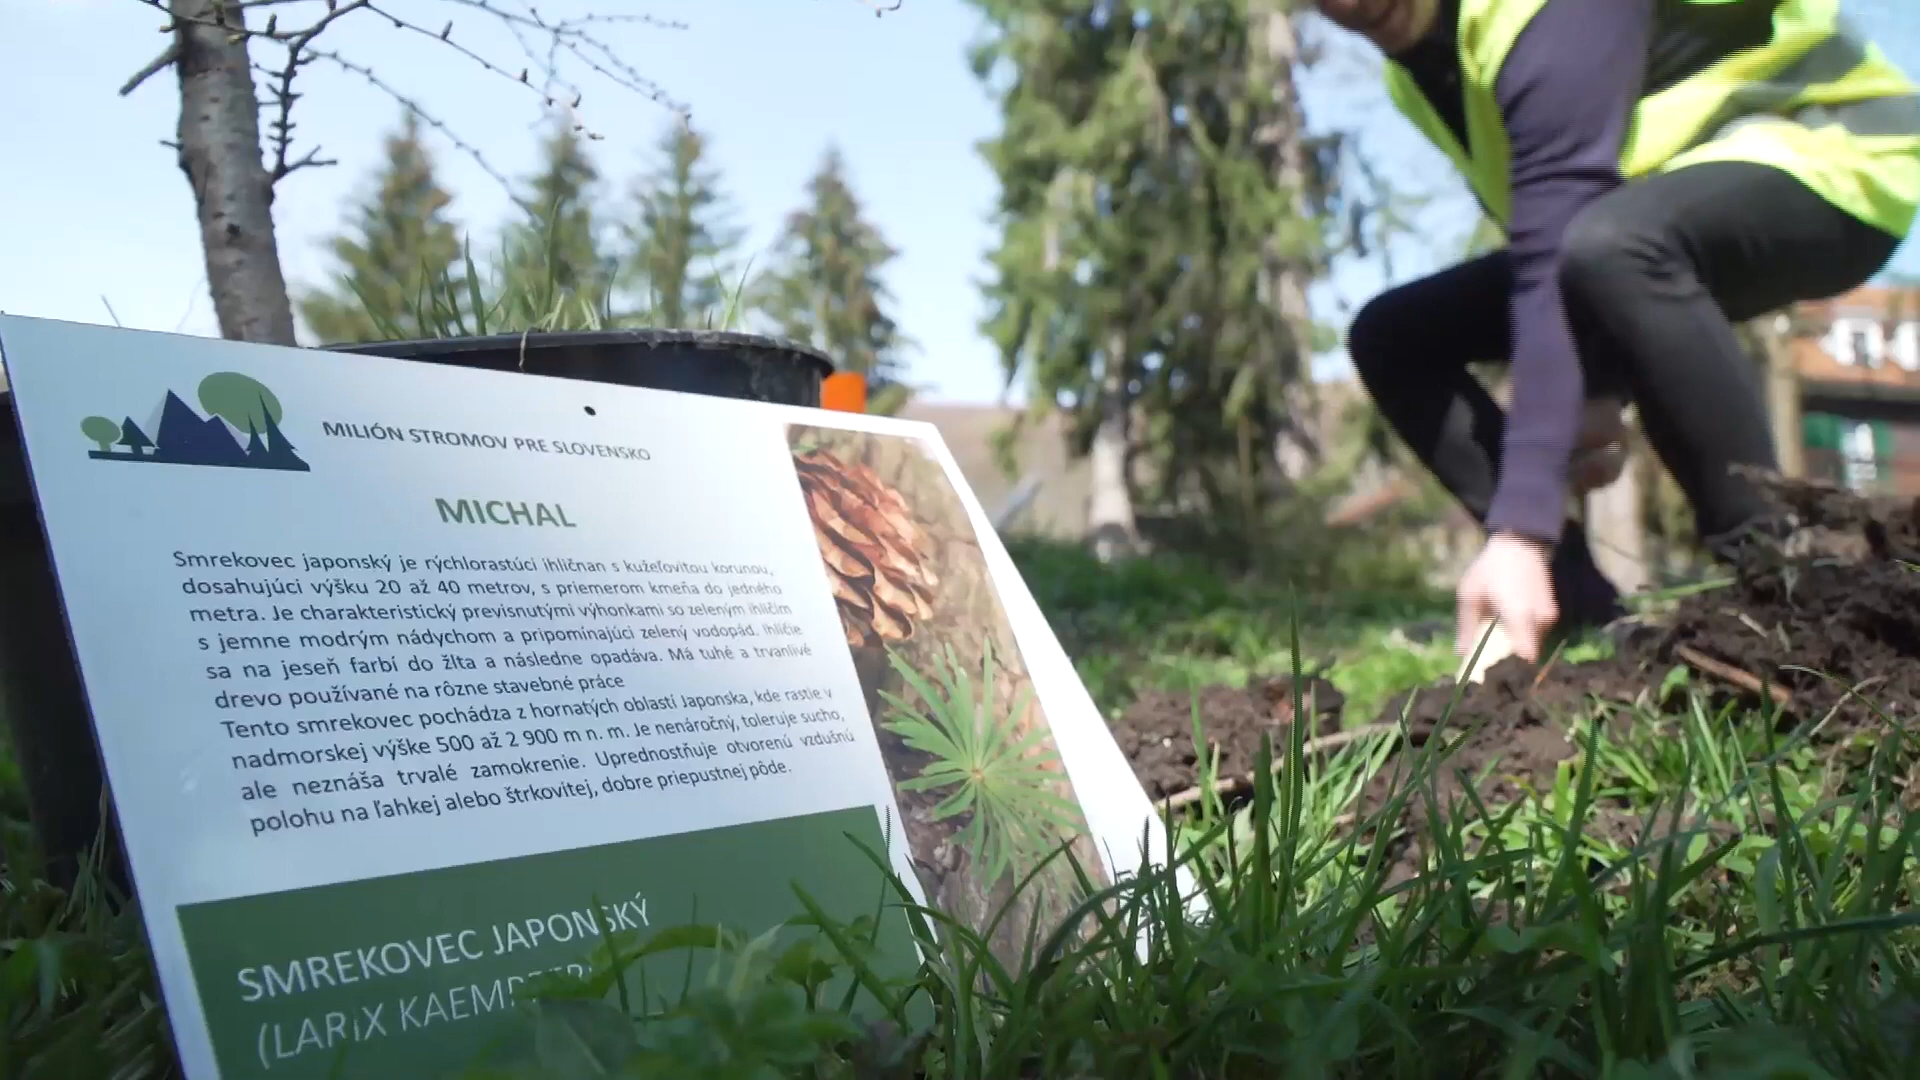 MILIÓN STROMOV PRE SLOVENSKO
MICHAL
Smrekovec japonský je rýchlorastúci ihličnan s kužeľovitou korunou,
dosahujúci výšku 20 až 40 metrov, s priemerom kmeňa do jedného
metra. Je charakteristický previsnutými výhonkami so zeleným ihličím
s jemne modrým nádychom a pripomínajúci zelený vodopád. Ihličie
sa na jeseň farbí do žlta a následne opadáva. Má tuhé a trvanlivé
drevo používané na rôzne stavebné práce
Tento smrekovec pochádza z hornatých oblastí Japonska, kde rastie v
nadmorskej výške 500 až 2 900 m n. m. Je nenáročný, toleruje sucho,
ale neznáša trvalé zamokrenie. Uprednostňuje otvorenú vzdušnú
polohu na ľahkej alebo štrkovitej, dobre priepustnej pôde.
SMREKOVEC JAPONSKÝ
(LARIX